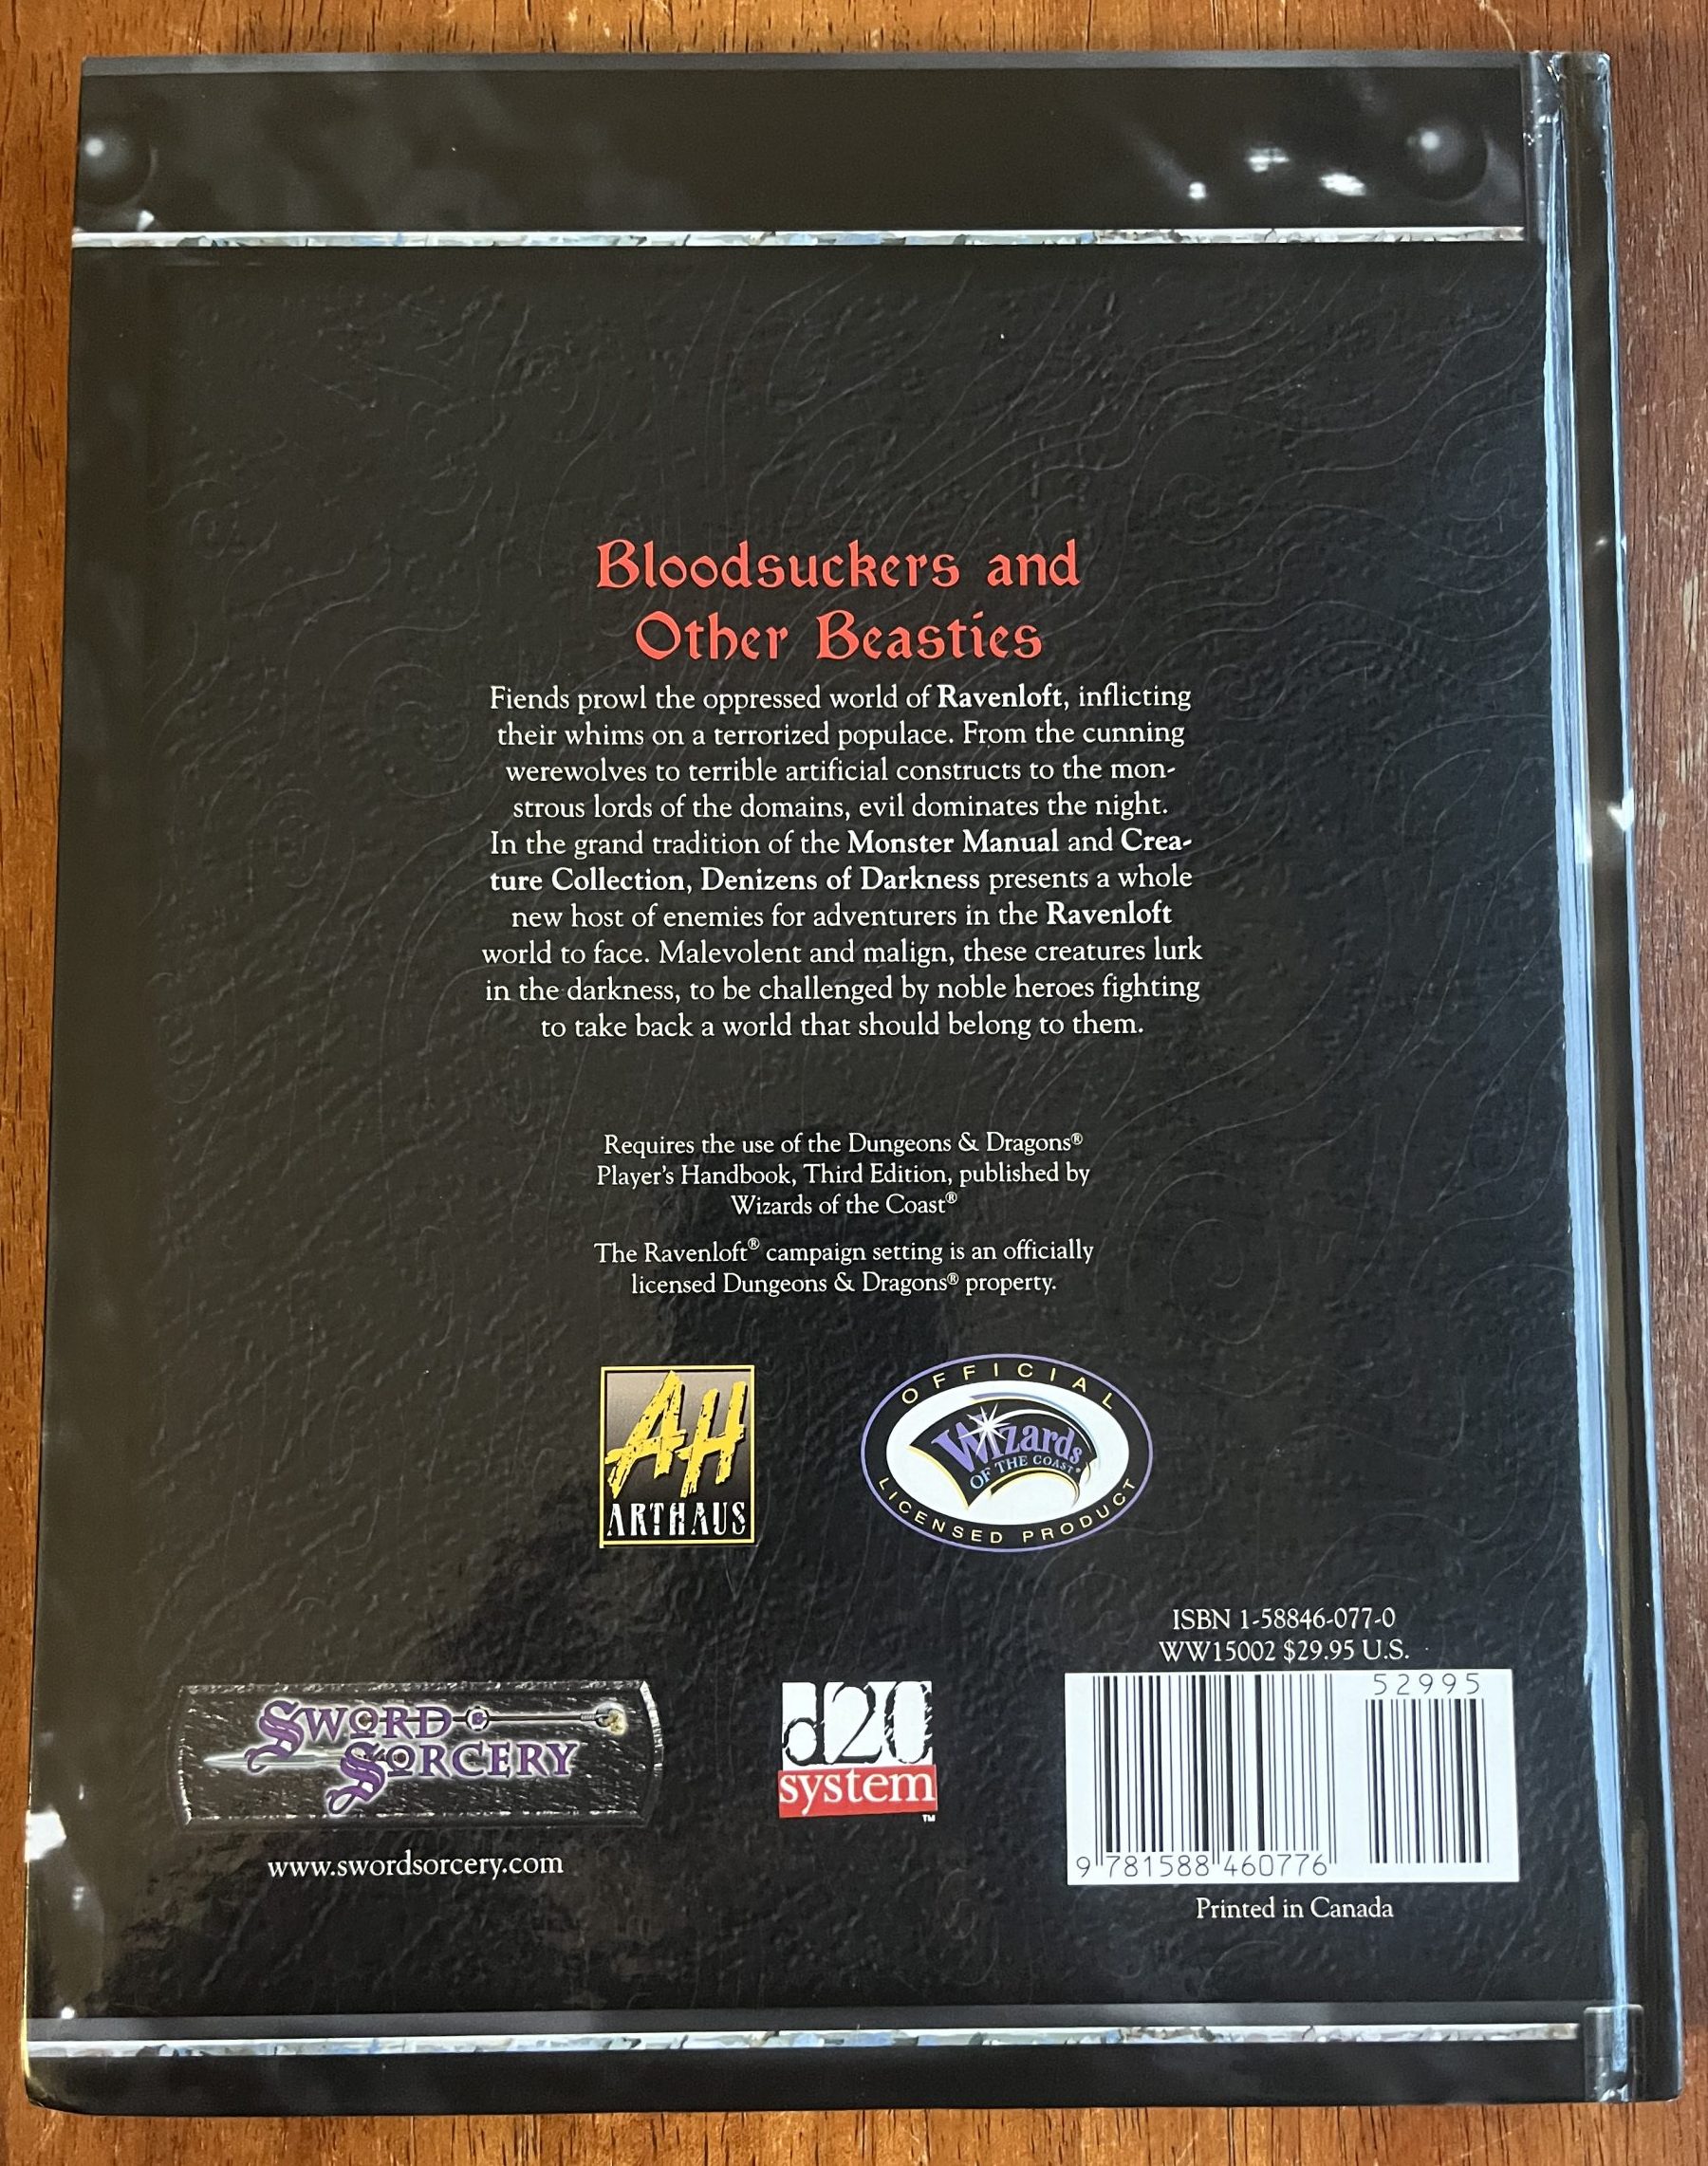 Bloodsuckers and
Other Beasties
Fiends prowl the oppressed world of Ravenloft, inflicting
their whims on a terrorized populace. From the cunning
werewolves to terrible artificial constructs to the mon-
strous lords of the domains, evil dominates the night.
In the grand tradition of the Monster Manual and Crea-
ture Collection, Denizens of Darkness presents a whole
new host of enemies for adventurers in the Ravenloft
world to face. Malevolent and malign, these creatures lurk
in the darkness, to be challenged by noble heroes fighting
to take back a world that should belong to them.
Requires the use of the Dungeons & Dragons®
Player's Handbook, Third Edition, published by
Wizards of the Coast®
The Ravenloft® campaign setting is an officially
licensed Dungeons & Dragons® property.
AH
ARTHAUS
OFFICIAL
Wizards
OF THE COAST®
LICENSED PRODUCT
ISBN 1-58846-077-0
WW15002 $29.95 U.S.
52995
9 781588 460776
Printed in Canada
SWORD &
SORCERY
www.swordsorcery.com
d20
system
TM